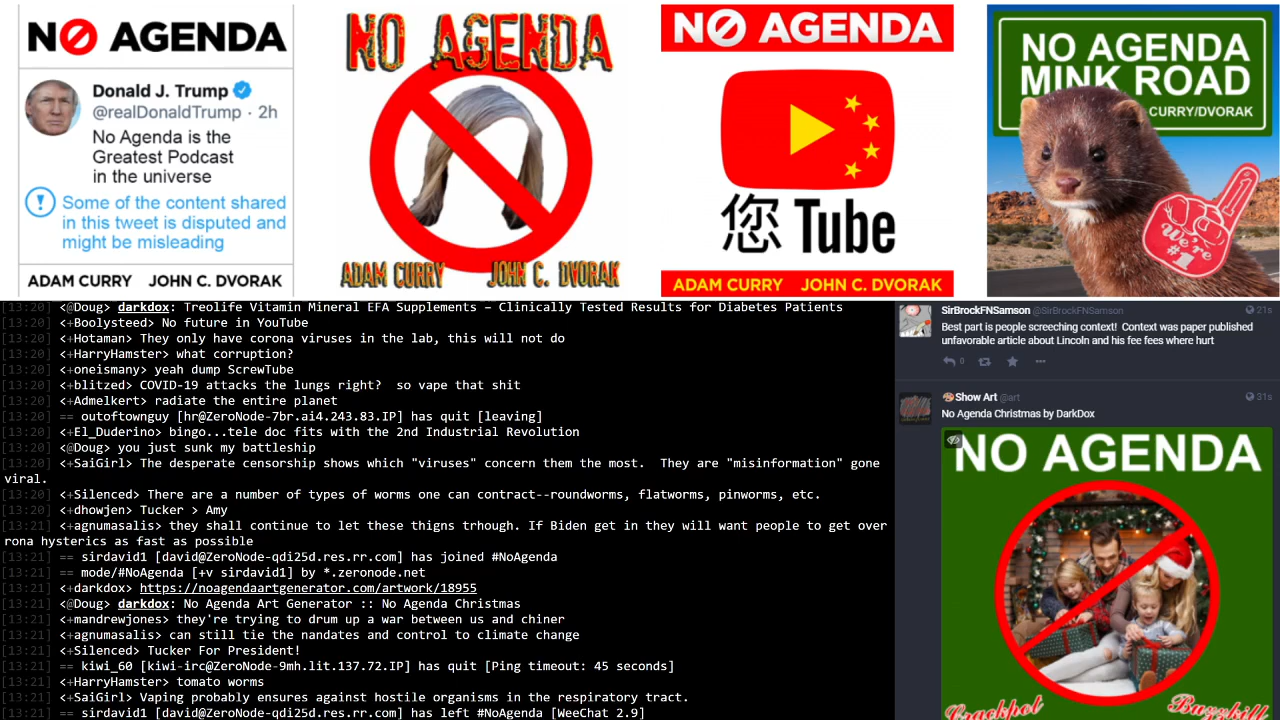 NO AGENDA
Donald J. Trump
@realDonaldTrump · 2h
No Agenda is the
Greatest Podcast
in the universe
Some of the content shared
in this tweet is disputed and
might be misleading
ADAM CURRY JOHN C. DVORAK
NO AGENDA
ADAM CURRY JOHN C. DVORAK
NO AGENDA
您 Tube
ADAM CURRY JOHN C. DVORAK
NO AGENDA
MINK ROAD
CURRY/DVORAK
We're
#1
[13:20] <@Doug> darkdox: Treolife Vitamin Mineral EFA Supplements – Clinically Tested Results for Diabetes Patients
[13:20] <+Boolysteed> No future in YouTube
[13:20] <+Hotaman> They only have corona viruses in the lab, this will not do
[13:20] <+HarryHamster> what corruption?
[13:20] <+oneismany> yeah dump ScrewTube
[13:20] <+blitzed> COVID-19 attacks the lungs right?  so vape that shit
[13:20] <+Admelkert> radiate the entire planet
[13:20] == outoftownguy [hr@ZeroNode-7br.ai4.243.83.IP] has quit [leaving]
[13:20] <+El_Duderino> bingo...tele doc fits with the 2nd Industrial Revolution
[13:20] <@Doug> you just sunk my battleship
[13:20] <+SaiGirl> The desperate censorship shows which "viruses" concern them the most.  They are "misinformation" gone
viral.
[13:20] <+Silenced> There are a number of types of worms one can contract--roundworms, flatworms, pinworms, etc.
[13:20] <+dhowjen> Tucker > Amy
[13:21] <+agnumasalis> they shall continue to let these thigns trhough. If Biden get in they will want people to get over
rona hysterics as fast as possible
[13:21] == sirdavid1 [david@ZeroNode-qdi25d.res.rr.com] has joined #NoAgenda
[13:21] == mode/#NoAgenda [+v sirdavid1] by *.zeronode.net
[13:21] <+darkdox> https://noagendaartgenerator.com/artwork/18955
[13:21] <@Doug> darkdox: No Agenda Art Generator :: No Agenda Christmas
[13:21] <+mandrewjones> they're trying to drum up a war between us and chiner
[13:21] <+agnumasalis> can still tie the nandates and control to climate change
[13:21] <+Silenced> Tucker For President!
[13:21] == kiwi_60 [kiwi-irc@ZeroNode-9mh.lit.137.72.IP] has quit [Ping timeout: 45 seconds]
[13:21] <+HarryHamster> tomato worms
[13:21] <+SaiGirl> Vaping probably ensures against hostile organisms in the respiratory tract.
[13:21] == sirdavid1 [david@ZeroNode-qdi25d.res.rr.com] has left #NoAgenda [WeeChat 2.9]
SirBrockFNSamson @SirBrockFNSamson 21s
Best part is people screeching context!  Context was paper published
unfavorable article about Lincoln and his fee fees where hurt
0
Show Art @art 31s
No Agenda Christmas by DarkDox
NO AGENDA
Crackpot Buzzkill